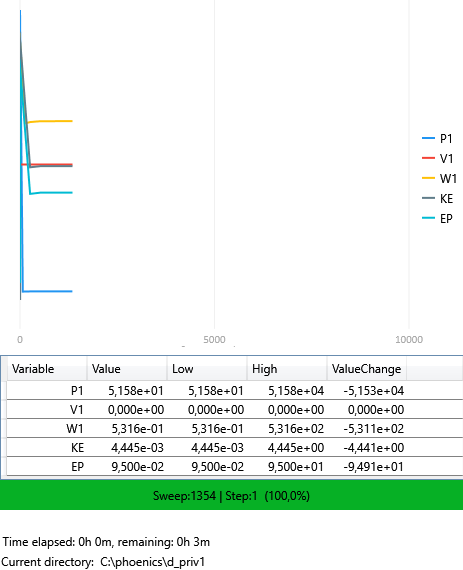 P1
V1
W1
KE
EP
0 5000 10000
Variable Value Low High ValueChange
P1 5,158e+01 5,158e+01 5,158e+04 -5,153e+04
V1 0,000e+00 0,000e+00 0,000e+00 0,000e+00
W1 5,316e-01 5,316e-01 5,316e+02 -5,311e+02
KE 4,445e-03 4,445e-03 4,445e+00 -4,441e+00
EP 9,500e-02 9,500e-02 9,500e+01 -9,491e+01
Sweep:1354 | Step:1 (100,0%)
Time elapsed: 0h 0m, remaining: 0h 3m
Current directory: C:\phoenics\d_priv1